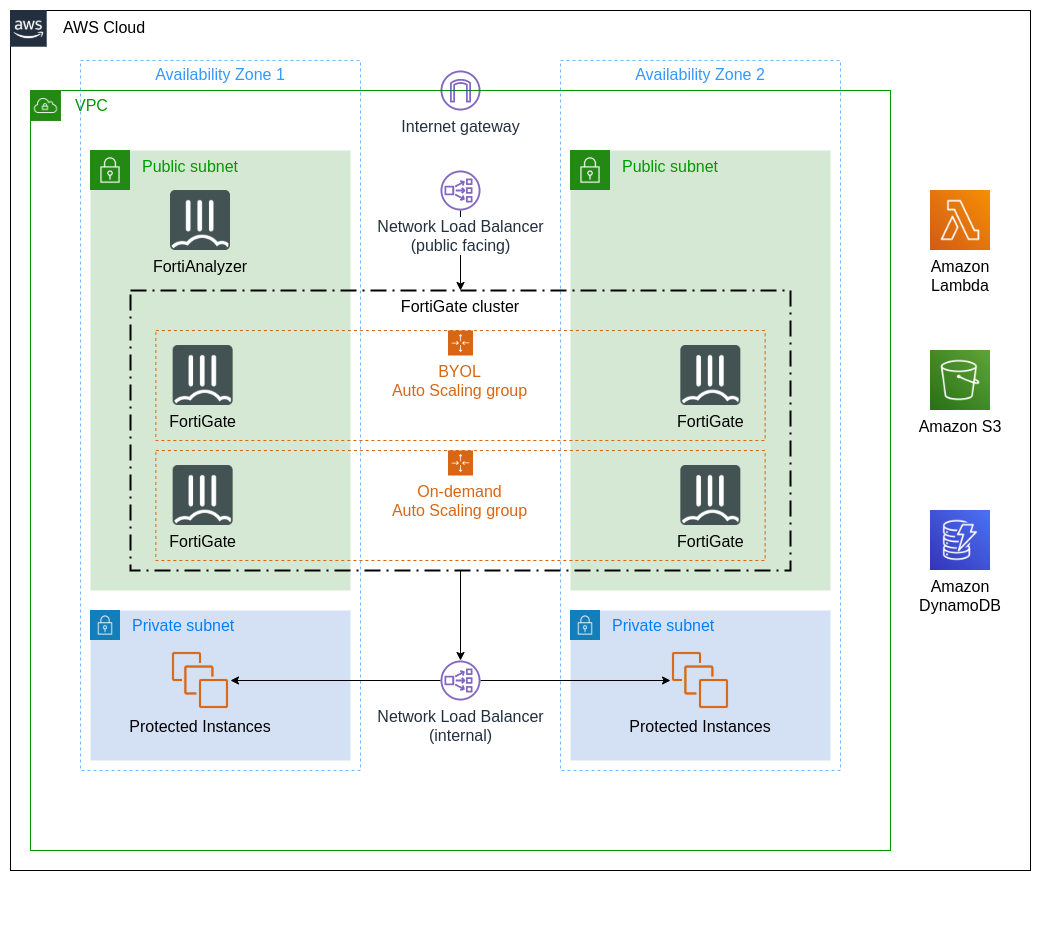 aws
AWS Cloud
Availability Zone 1
Availability Zone 2
VPC
Internet gateway
Public subnet
Public subnet
Network Load Balancer
(public facing)
FortiAnalyzer
Amazon
Lambda
FortiGate cluster
BYOL
Auto Scaling group
FortiGate
FortiGate
Amazon S3
On-demand
Auto Scaling group
FortiGate
FortiGate
Amazon
DynamoDB
Private subnet
Private subnet
Protected Instances
Network Load Balancer
(internal)
Protected Instances